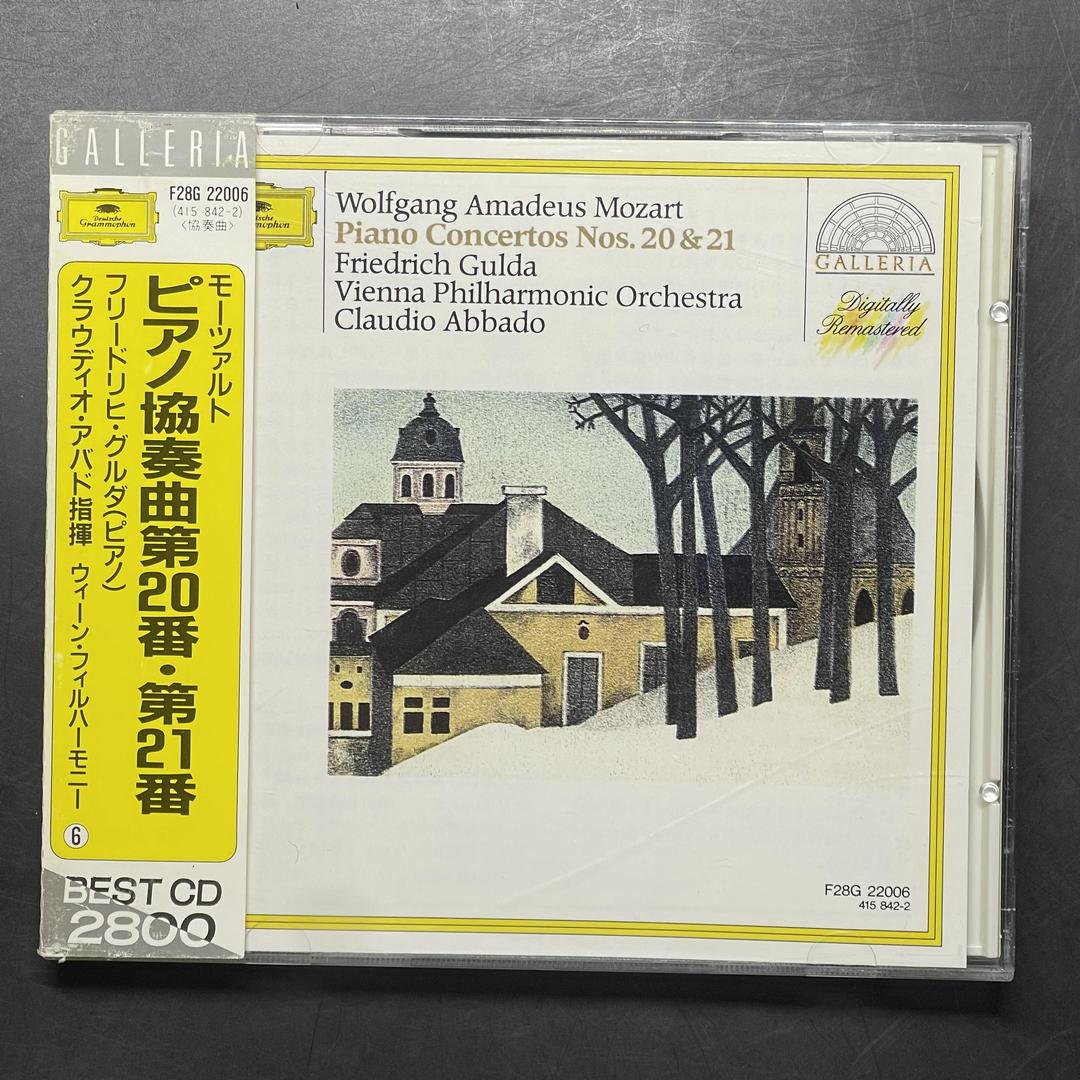 GALLERIA
Deutsche
Grammophon
F28G 22006
(415 842-2)
〈協奏曲〉
モーツァルト
ピアノ協奏曲第20番・第21番
フリードリヒ・グルダ(ピアノ)
クラウディオ・アバド指揮 ウィーン・フィルハーモニー
6
BEST CD
2800
Wolfgang Amadeus Mozart
Piano Concertos Nos. 20 & 21
Friedrich Gulda
Vienna Philharmonic Orchestra
Claudio Abbado
GALLERIA
Digitally
Remastered
F28G 22006
415 842-2